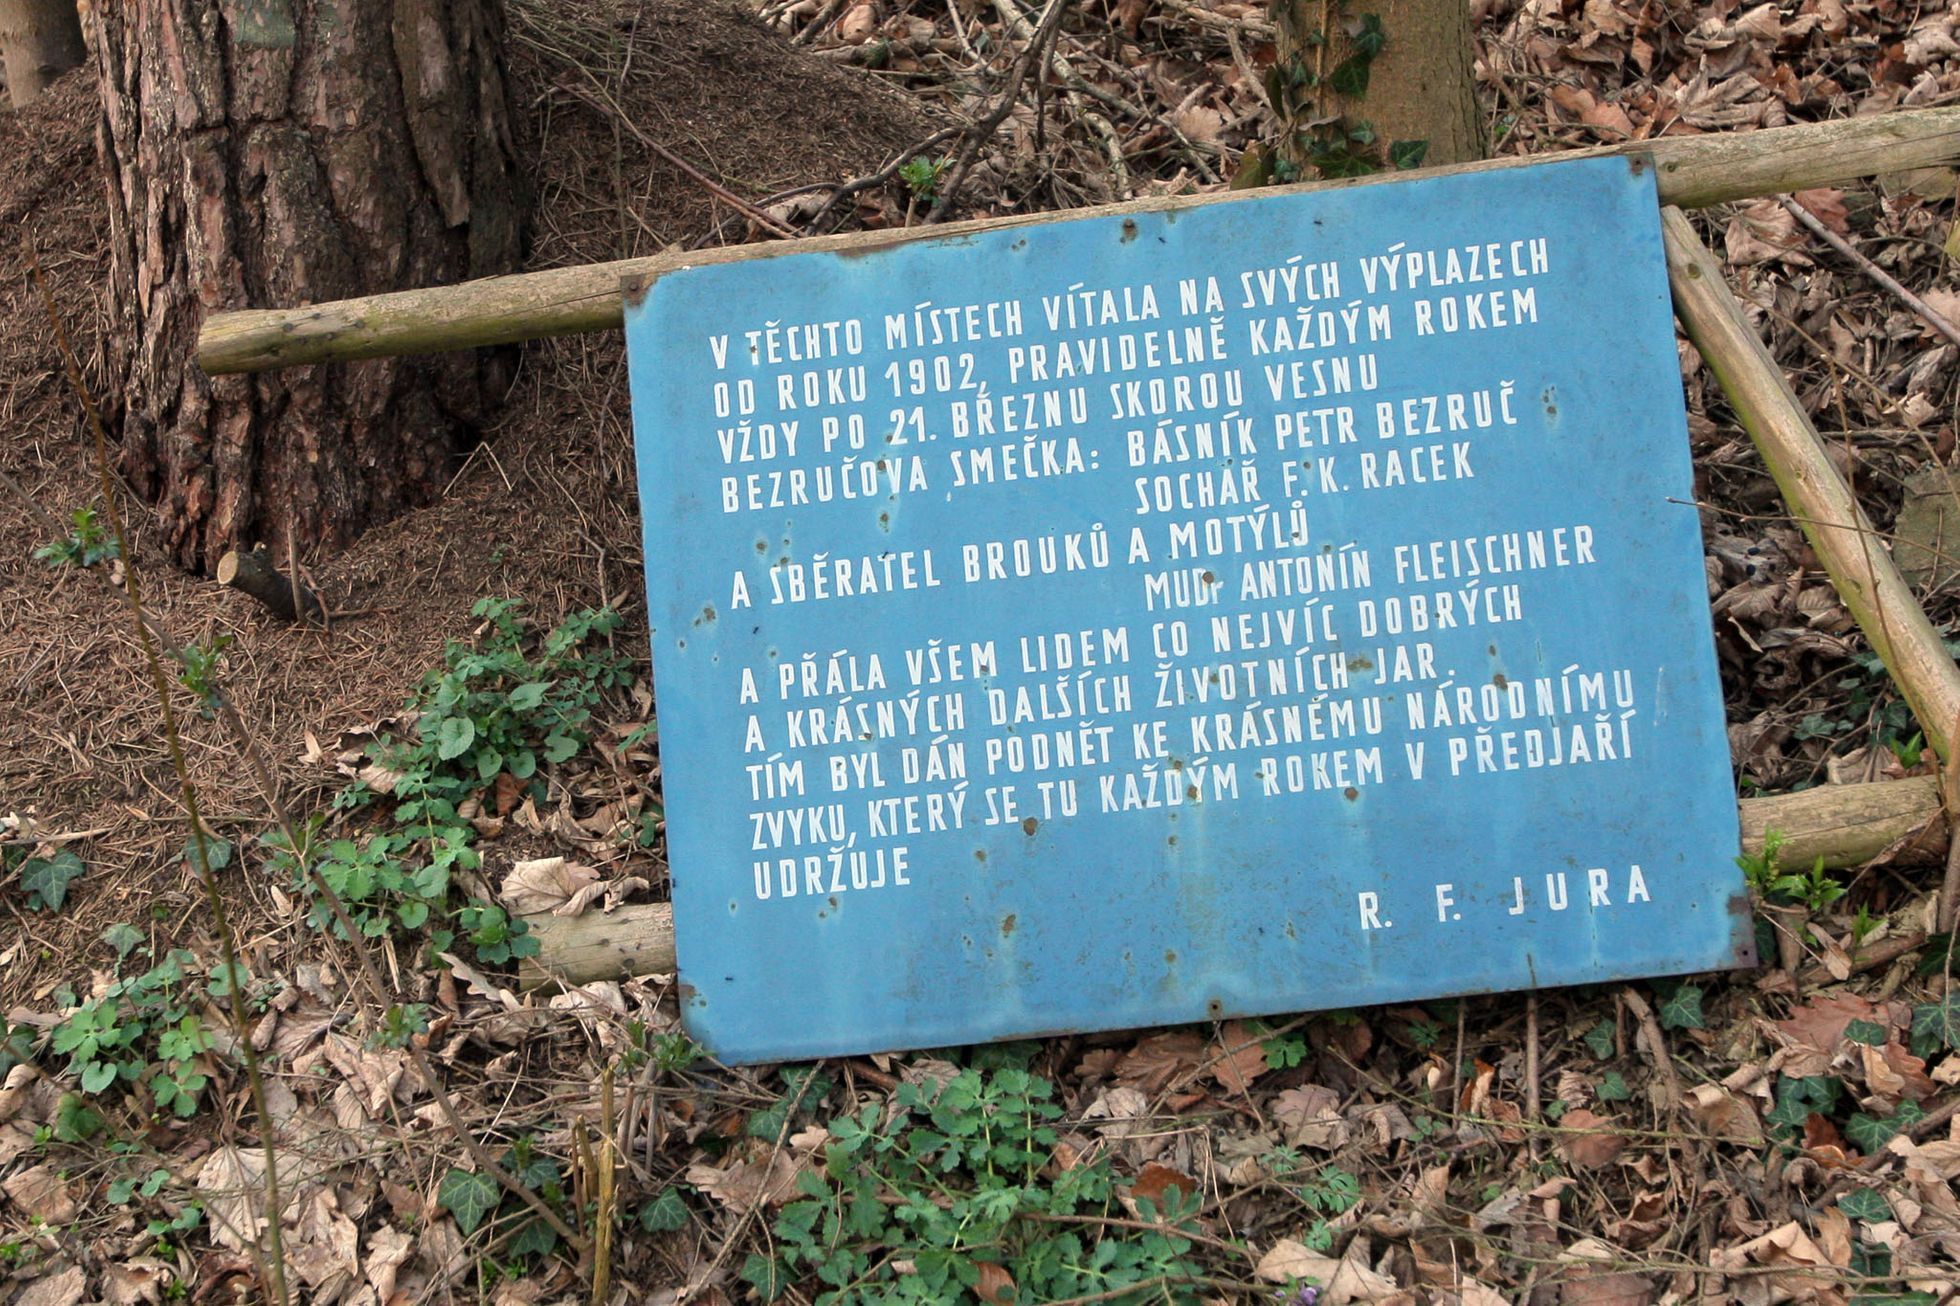 V TĚCHTO MÍSTECH VÍTALA NA SVÝCH VÝPLAZECH
OD ROKU 1902, PRAVIDELNĚ KAŽDÝM ROKEM
VŽDY PO 21. BŘEZNU SKOROU VESNU
BEZRUČOVA SMEČKA: BÁSNÍK PETR BEZRUČ
SOCHÁŘ F. K. RACEK
A SBĚRATEL BROUKŮ A MOTÝLŮ
MUDr ANTONÍN FLEISCHNER
A PŘÁLA VŠEM LIDEM CO NEJVÍC DOBRÝCH
A KRÁSNÝCH DALŠÍCH ŽIVOTNÍCH JAR.
TÍM BYL DÁN PODNĚT KE KRÁSNÉMU NÁRODNÍMU
ZVYKU, KTERÝ SE TU KAŽDÝM ROKEM V PŘEDJAŘÍ
UDRŽUJE
R. F. JURA